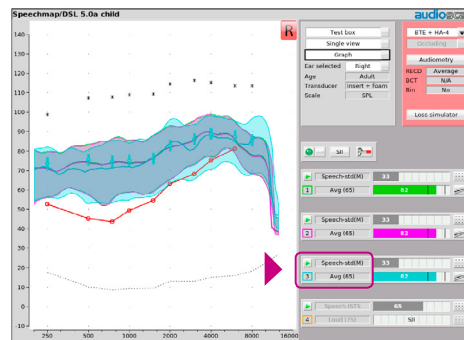 Speechmap/DSL 5.0a child
audioscan
R
140
130
120
110
100
90
80
70
60
50
40
30
20
10
0
-10
250 500 1000 2000 4000 8000 16000
Test box
Single view
Graph
Ear selected Right
Age Adult
Transducer Insert + foam
Scale SPL
BTE + HA-4
Occluding
Audiometry
RECD Average
BCT N/A
Bin No
Loss simulator
SII
Speech-std(M) 33
1 Avg (65) 82
Speech-std(M) 33
2 Avg (65) 82
Speech-std(M) 33
3 Avg (65) 82
Speech-ISTS 65
4 Loud (75) SII